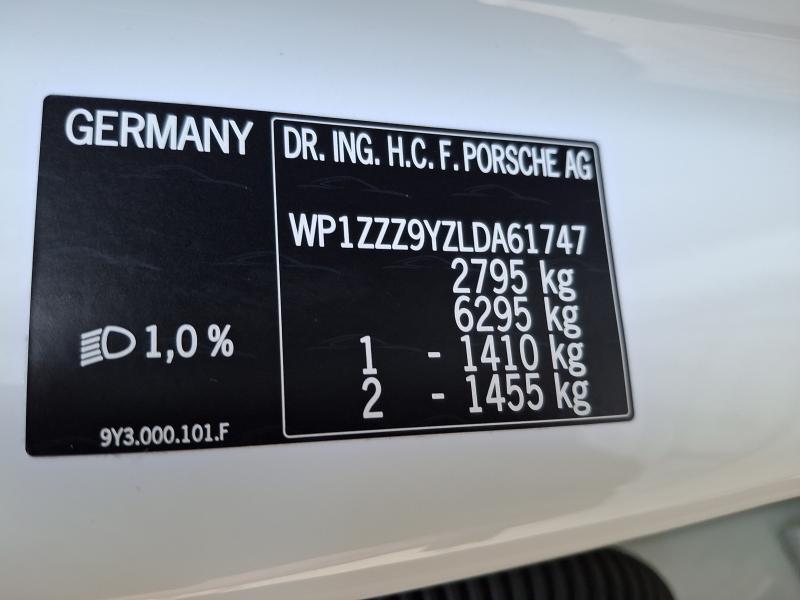 GERMANY
DR. ING. H.C. F. PORSCHE AG
WP1ZZZ9YZLDA61747
2795 kg
6295 kg
1 - 1410 kg
2 - 1455 kg
1,0 %
9Y3.000.101.F